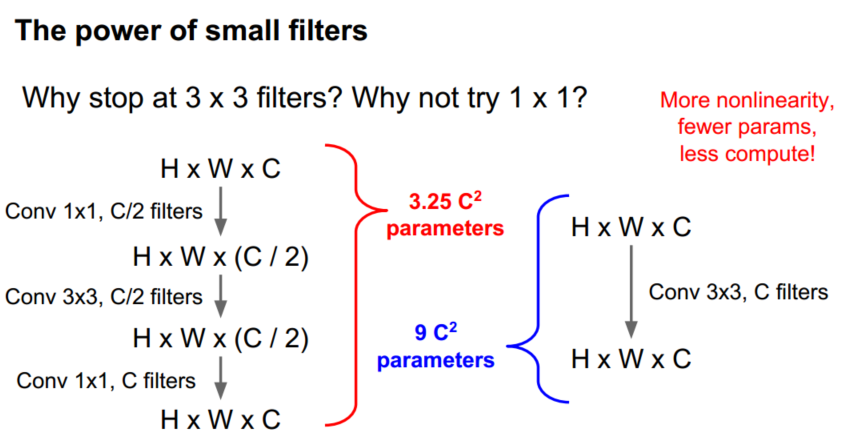 The power of small filters
Why stop at 3 x 3 filters? Why not try 1 x 1?
More nonlinearity,
fewer params,
less compute!
H x W x C
Conv 1x1, C/2 filters
H x W x (C / 2)
Conv 3x3, C/2 filters
H x W x (C / 2)
Conv 1x1, C filters
H x W x C
3.25 C²
parameters
9 C²
parameters
H x W x C
Conv 3x3, C filters
H x W x C